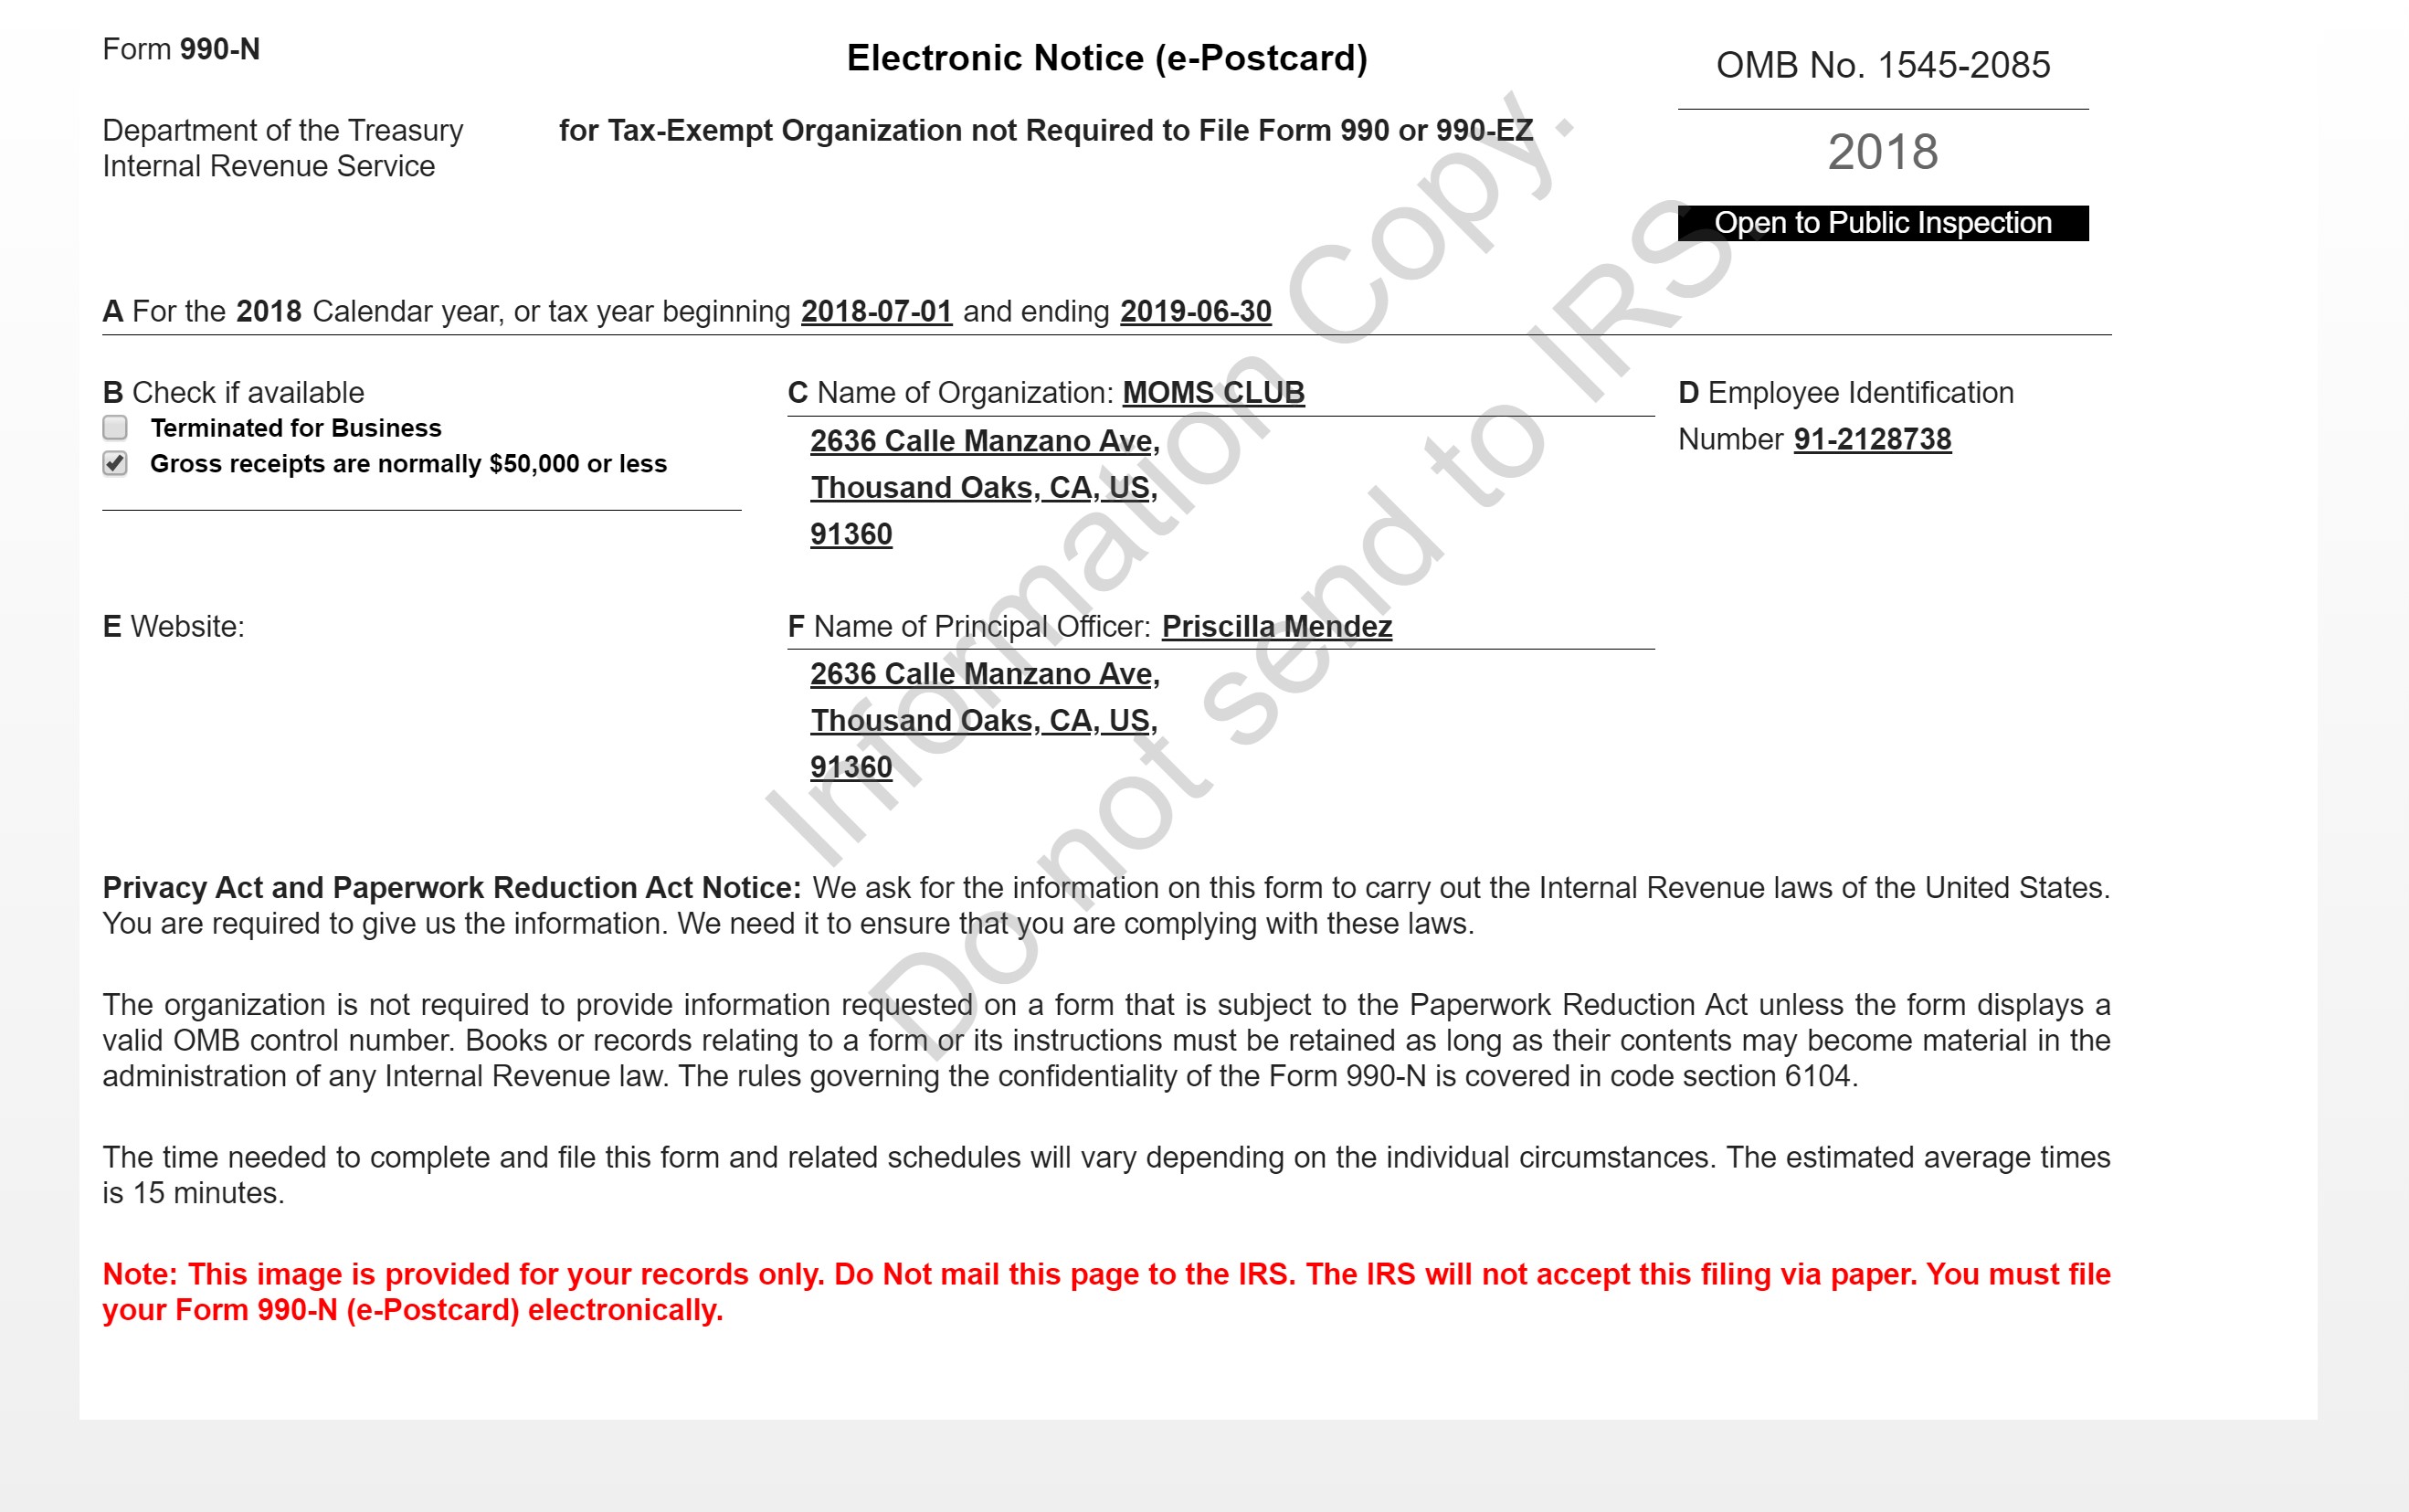 Form 990-N
Electronic Notice (e-Postcard)
OMB No. 1545-2085
Department of the Treasury
Internal Revenue Service
for Tax-Exempt Organization not Required to File Form 990 or 990-EZ
2018
Open to Public Inspection
A For the 2018 Calendar year, or tax year beginning 2018-07-01 and ending 2019-06-30
B Check if available
Terminated for Business
Gross receipts are normally $50,000 or less
C Name of Organization: MOMS CLUB
2636 Calle Manzano Ave,
Thousand Oaks, CA, US,
91360
D Employee Identification
Number 91-2128738
E Website:
F Name of Principal Officer: Priscilla Mendez
2636 Calle Manzano Ave,
Thousand Oaks, CA, US,
91360
Privacy Act and Paperwork Reduction Act Notice: We ask for the information on this form to carry out the Internal Revenue laws of the United States.
You are required to give us the information. We need it to ensure that you are complying with these laws.
The organization is not required to provide information requested on a form that is subject to the Paperwork Reduction Act unless the form displays a
valid OMB control number. Books or records relating to a form or its instructions must be retained as long as their contents may become material in the
administration of any Internal Revenue law. The rules governing the confidentiality of the Form 990-N is covered in code section 6104.
The time needed to complete and file this form and related schedules will vary depending on the individual circumstances. The estimated average times
is 15 minutes.
Note: This image is provided for your records only. Do Not mail this page to the IRS. The IRS will not accept this filing via paper. You must file
your Form 990-N (e-Postcard) electronically.
Information Copy.
Do not send to IRS.